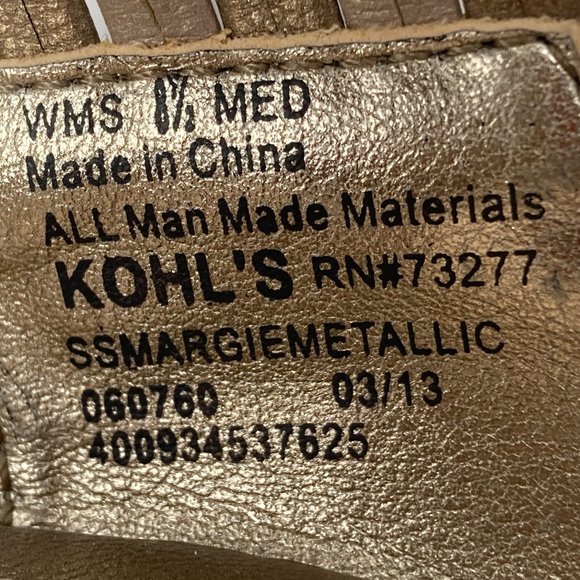 WMS 8½ MED
Made in China
ALL Man Made Materials
KOHL'S RN#73277
SSMARGIEMETALLIC
060760 03/13
400934537625